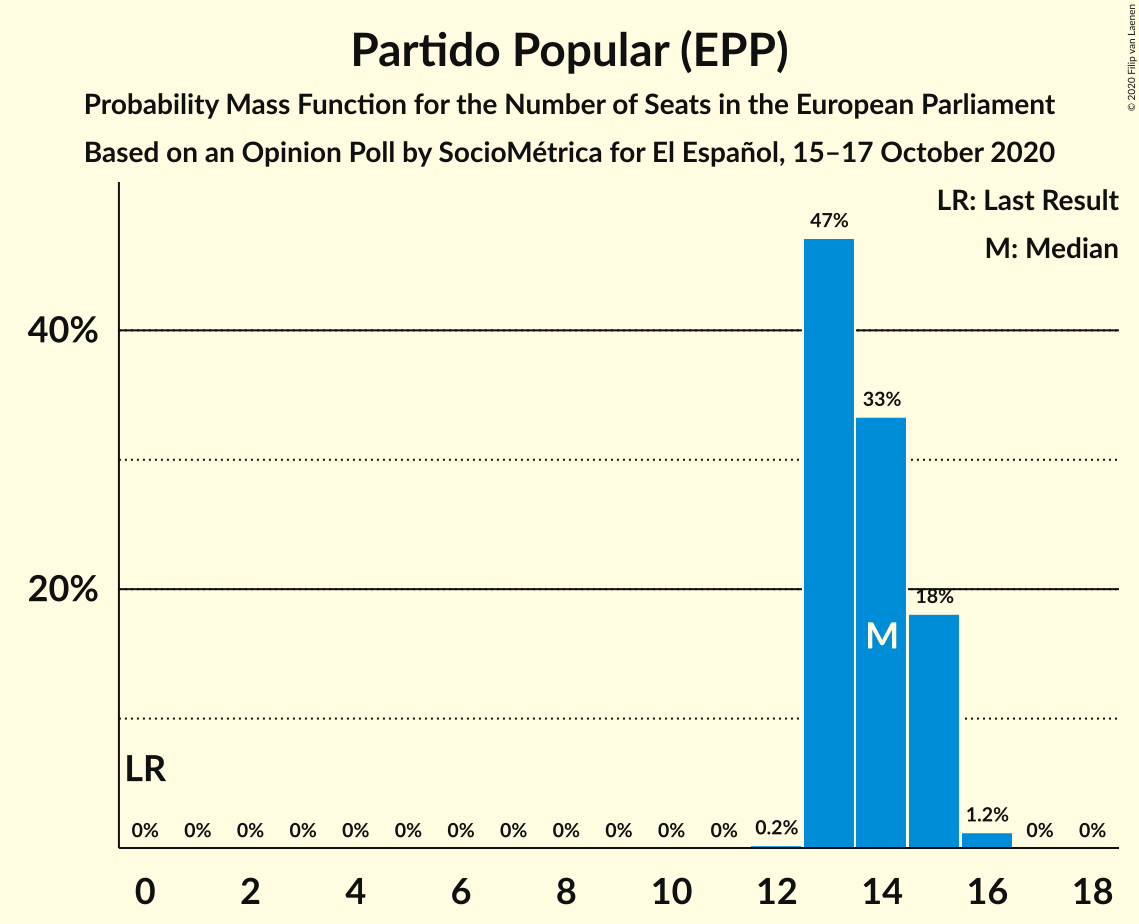 Partido Popular (EPP)
Probability Mass Function for the Number of Seats in the European Parliament
Based on an Opinion Poll by SocioMétrica for El Español, 15–17 October 2020
© 2020 Filip van Laenen
LR: Last Result
M: Median
47%
40%
33%
20%
18%
M
LR
0% 0% 0% 0% 0% 0% 0% 0% 0% 0% 0% 0% 0.2% 1.2% 0% 0%
0 2 4 6 8 10 12 14 16 18